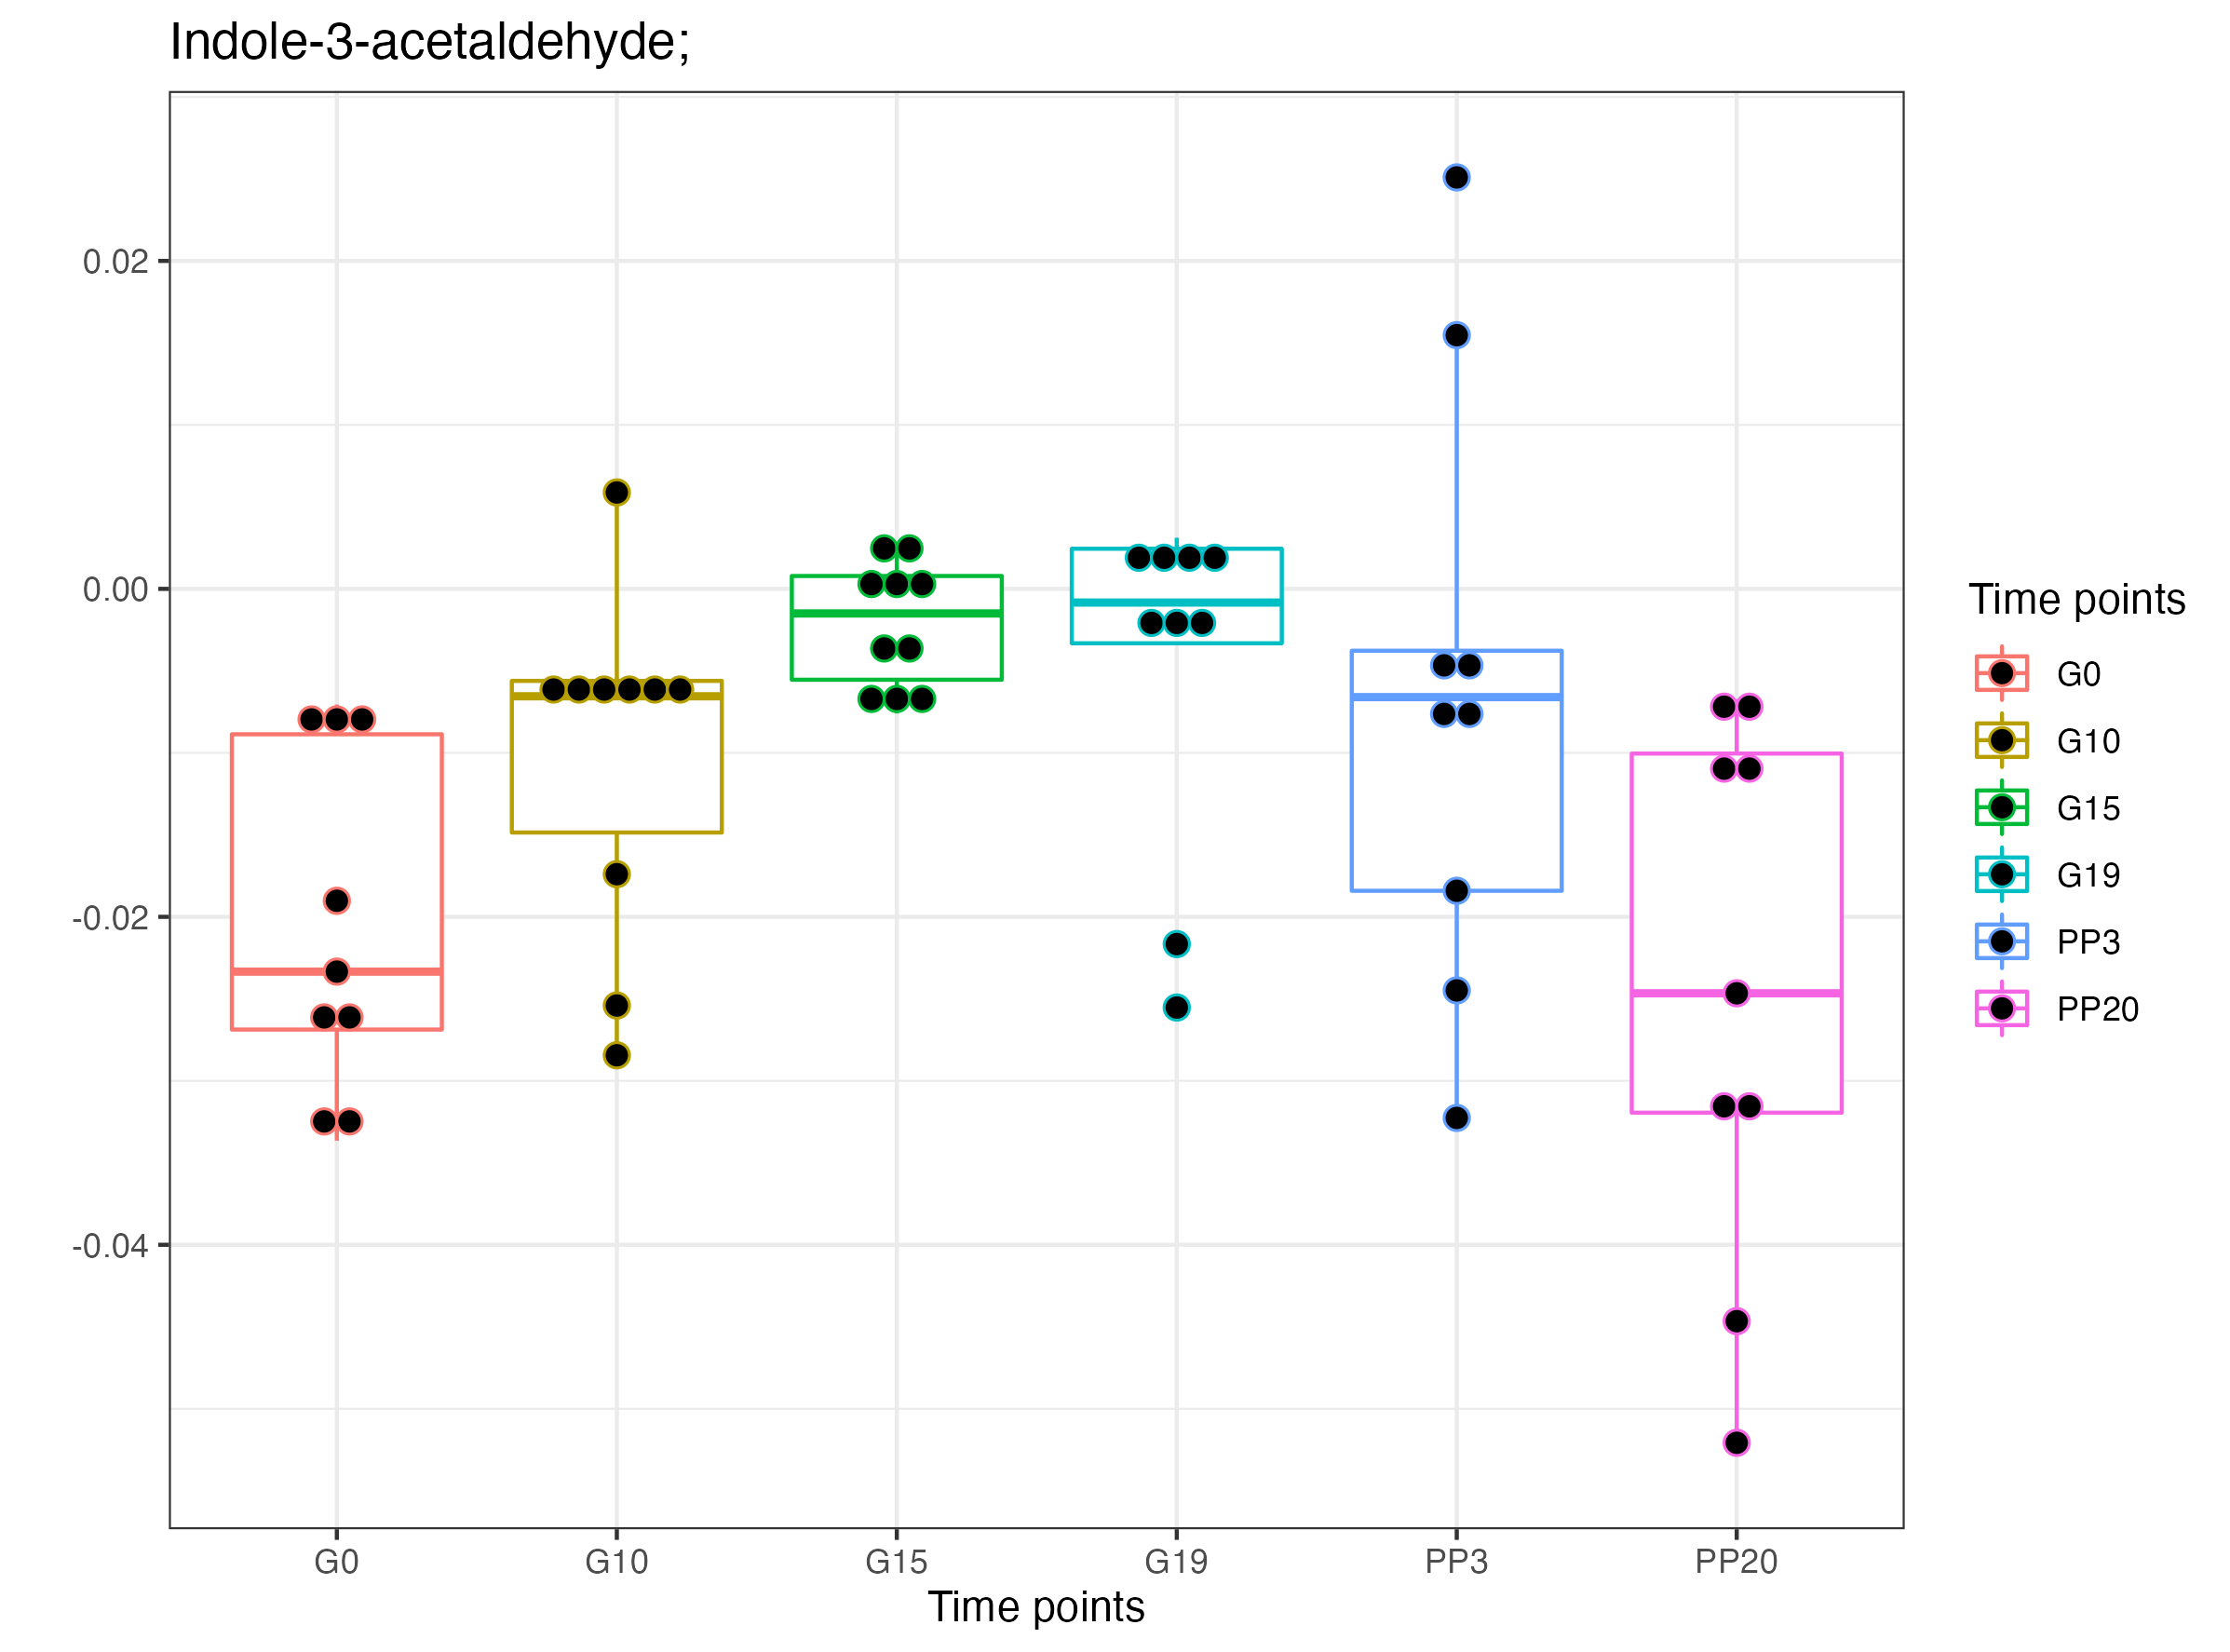 Indole-3-acetaldehyde;
0.02
0.00
-0.02
-0.04
G0 G10 G15 G19 PP3 PP20
Time points
Time points
G0
G10
G15
G19
PP3
PP20